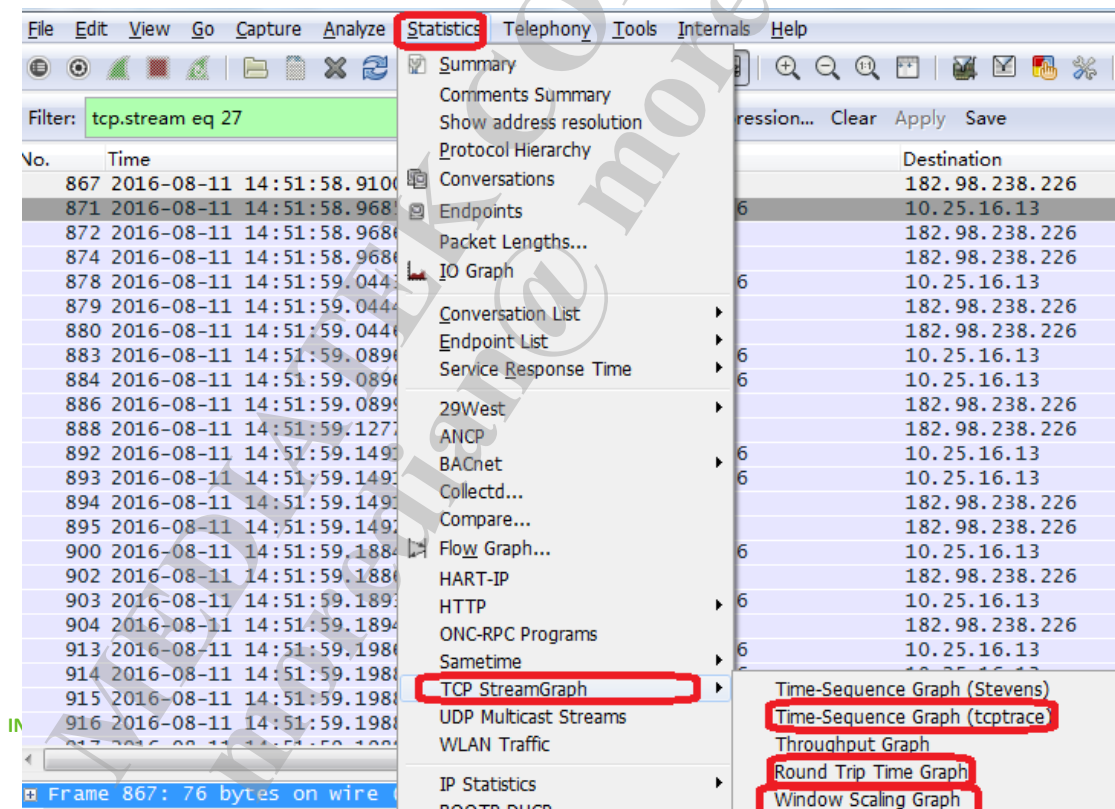 File Edit View Go Capture Analyze Statistics Telephony Tools Internals Help
Filter: tcp.stream eq 27
ression... Clear Apply Save
No. Time Destination
867 2016-08-11 14:51:58.910 182.98.238.226
871 2016-08-11 14:51:58.968 6 10.25.16.13
872 2016-08-11 14:51:58.968 182.98.238.226
874 2016-08-11 14:51:58.968 182.98.238.226
878 2016-08-11 14:51:59.044 6 10.25.16.13
879 2016-08-11 14:51:59.044 182.98.238.226
880 2016-08-11 14:51:59.044 182.98.238.226
883 2016-08-11 14:51:59.089 6 10.25.16.13
884 2016-08-11 14:51:59.089 6 10.25.16.13
886 2016-08-11 14:51:59.089 182.98.238.226
888 2016-08-11 14:51:59.127 182.98.238.226
892 2016-08-11 14:51:59.149 6 10.25.16.13
893 2016-08-11 14:51:59.149 6 10.25.16.13
894 2016-08-11 14:51:59.149 182.98.238.226
895 2016-08-11 14:51:59.149 182.98.238.226
900 2016-08-11 14:51:59.188 6 10.25.16.13
902 2016-08-11 14:51:59.188 182.98.238.226
903 2016-08-11 14:51:59.189 6 10.25.16.13
904 2016-08-11 14:51:59.189 182.98.238.226
913 2016-08-11 14:51:59.198 6 10.25.16.13
914 2016-08-11 14:51:59.198
915 2016-08-11 14:51:59.198
916 2016-08-11 14:51:59.198
Frame 867: 76 bytes on wire (
Summary
Comments Summary
Show address resolution
Protocol Hierarchy
Conversations
Endpoints
Packet Lengths...
IO Graph
Conversation List
Endpoint List
Service Response Time
29West
ANCP
BACnet
Collectd...
Compare...
Flow Graph...
HART-IP
HTTP
ONC-RPC Programs
Sametime
TCP StreamGraph
UDP Multicast Streams
WLAN Traffic
IP Statistics
BOOTP-DHCP
Time-Sequence Graph (Stevens)
Time-Sequence Graph (tcptrace)
Throughput Graph
Round Trip Time Graph
Window Scaling Graph
IN
MEDIATEK CO